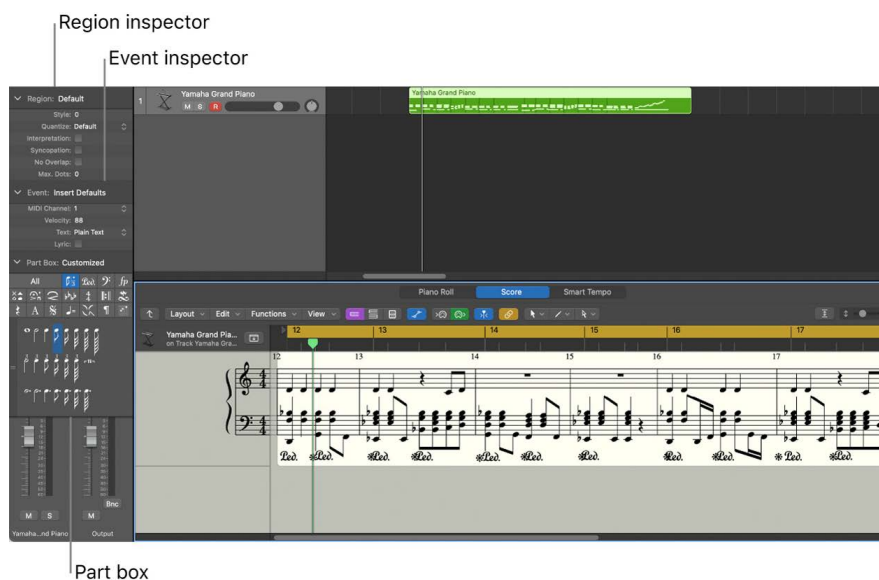 Region inspector
Event inspector
Region: Default
Style: 0
Quantize: Default
Interpretation:
Syncopation:
No Overlap:
Max. Dots: 0
Event: Insert Defaults
MIDI Channel: 1
Velocity: 88
Text: Plain Text
Lyric:
Part Box: Customized
All
1 Yamaha Grand Piano
M S R
Yamaha Grand Piano
Piano Roll Score Smart Tempo
Layout Edit Functions View
Yamaha Grand Pia...
on Track Yamaha Gra...
12 13 14 15 16 17
12 13 14 15 16 17
Bnc
M S M
Yamaha...nd Piano Output
Part box